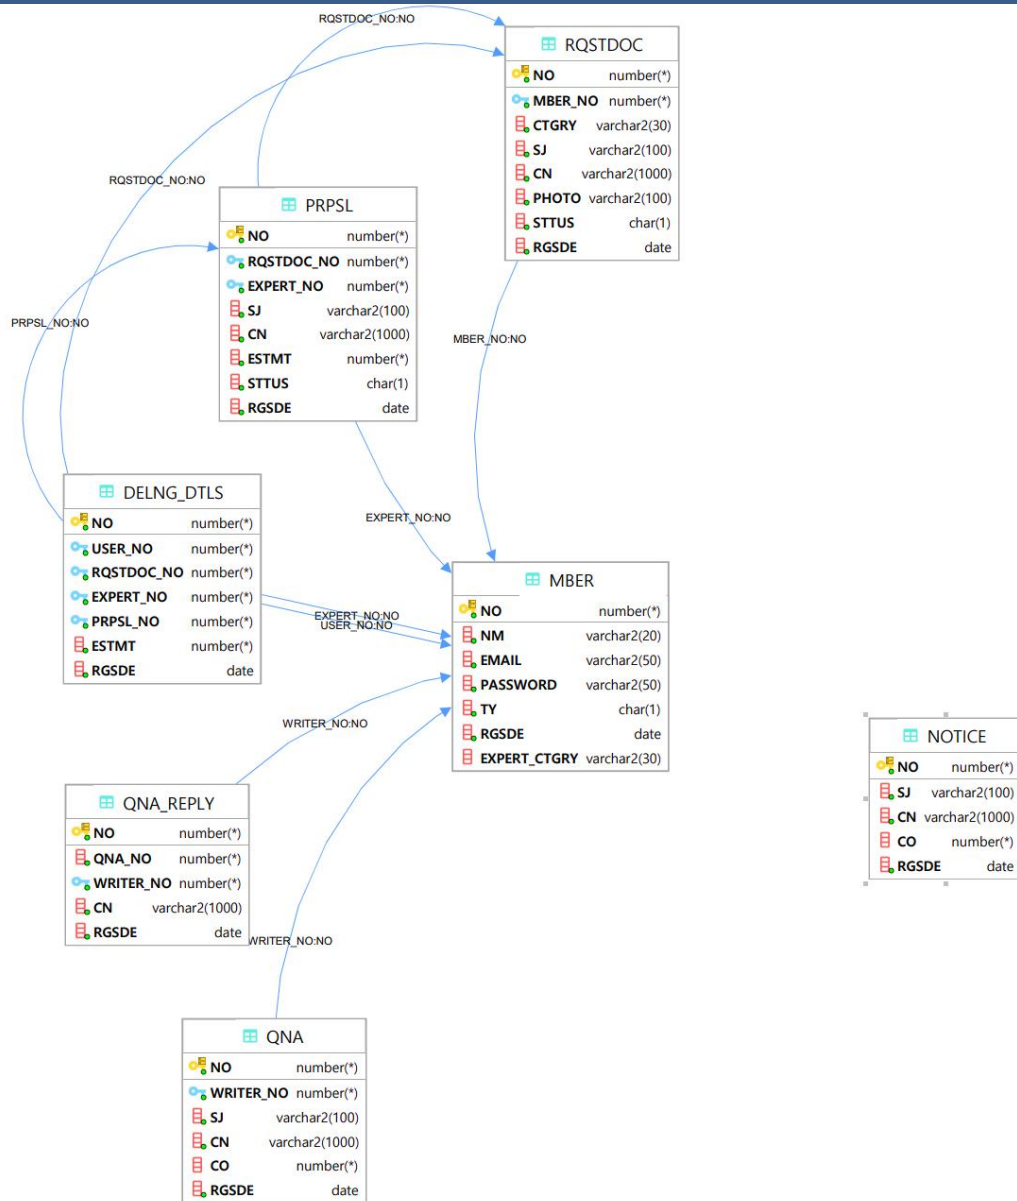 RQSTDOC_NO:NO
RQSTDOC
NO number(*)
MBER_NO number(*)
CTGRY varchar2(30)
SJ varchar2(100)
CN varchar2(1000)
PHOTO varchar2(100)
STTUS char(1)
RGSDE date
RQSTDOC_NO:NO
PRPSL
NO number(*)
RQSTDOC_NO number(*)
EXPERT_NO number(*)
SJ varchar2(100)
CN varchar2(1000)
ESTMT number(*)
STTUS char(1)
RGSDE date
PRPSL_NO:NO
MBER_NO:NO
DELNG_DTLS
NO number(*)
USER_NO number(*)
RQSTDOC_NO number(*)
EXPERT_NO number(*)
PRPSL_NO number(*)
ESTMT number(*)
RGSDE date
EXPERT_NO:NO
EXPERT_NO:NO
USER_NO:NO
MBER
NO number(*)
NM varchar2(20)
EMAIL varchar2(50)
PASSWORD varchar2(50)
TY char(1)
RGSDE date
EXPERT_CTGRY varchar2(30)
WRITER_NO:NO
NOTICE
NO number(*)
SJ varchar2(100)
CN varchar2(1000)
CO number(*)
RGSDE date
QNA_REPLY
NO number(*)
QNA_NO number(*)
WRITER_NO number(*)
CN varchar2(1000)
RGSDE date
WRITER_NO:NO
QNA
NO number(*)
WRITER_NO number(*)
SJ varchar2(100)
CN varchar2(1000)
CO number(*)
RGSDE date